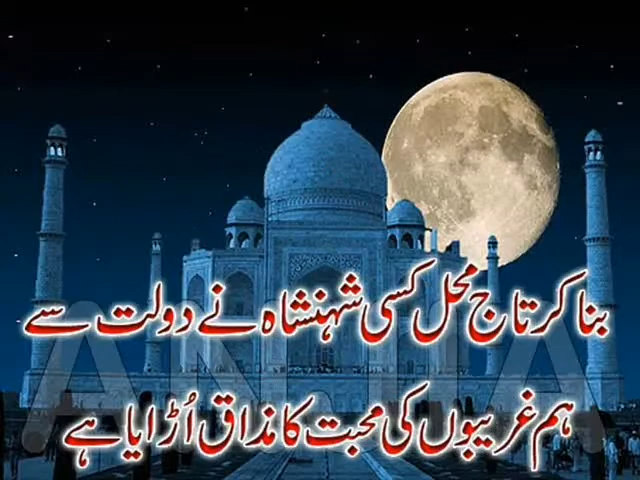 بنا کر تاج محل کسی شہنشاہ نے دولت سے
ہم غریبوں کی محبت کا مذاق اُڑایا ہے